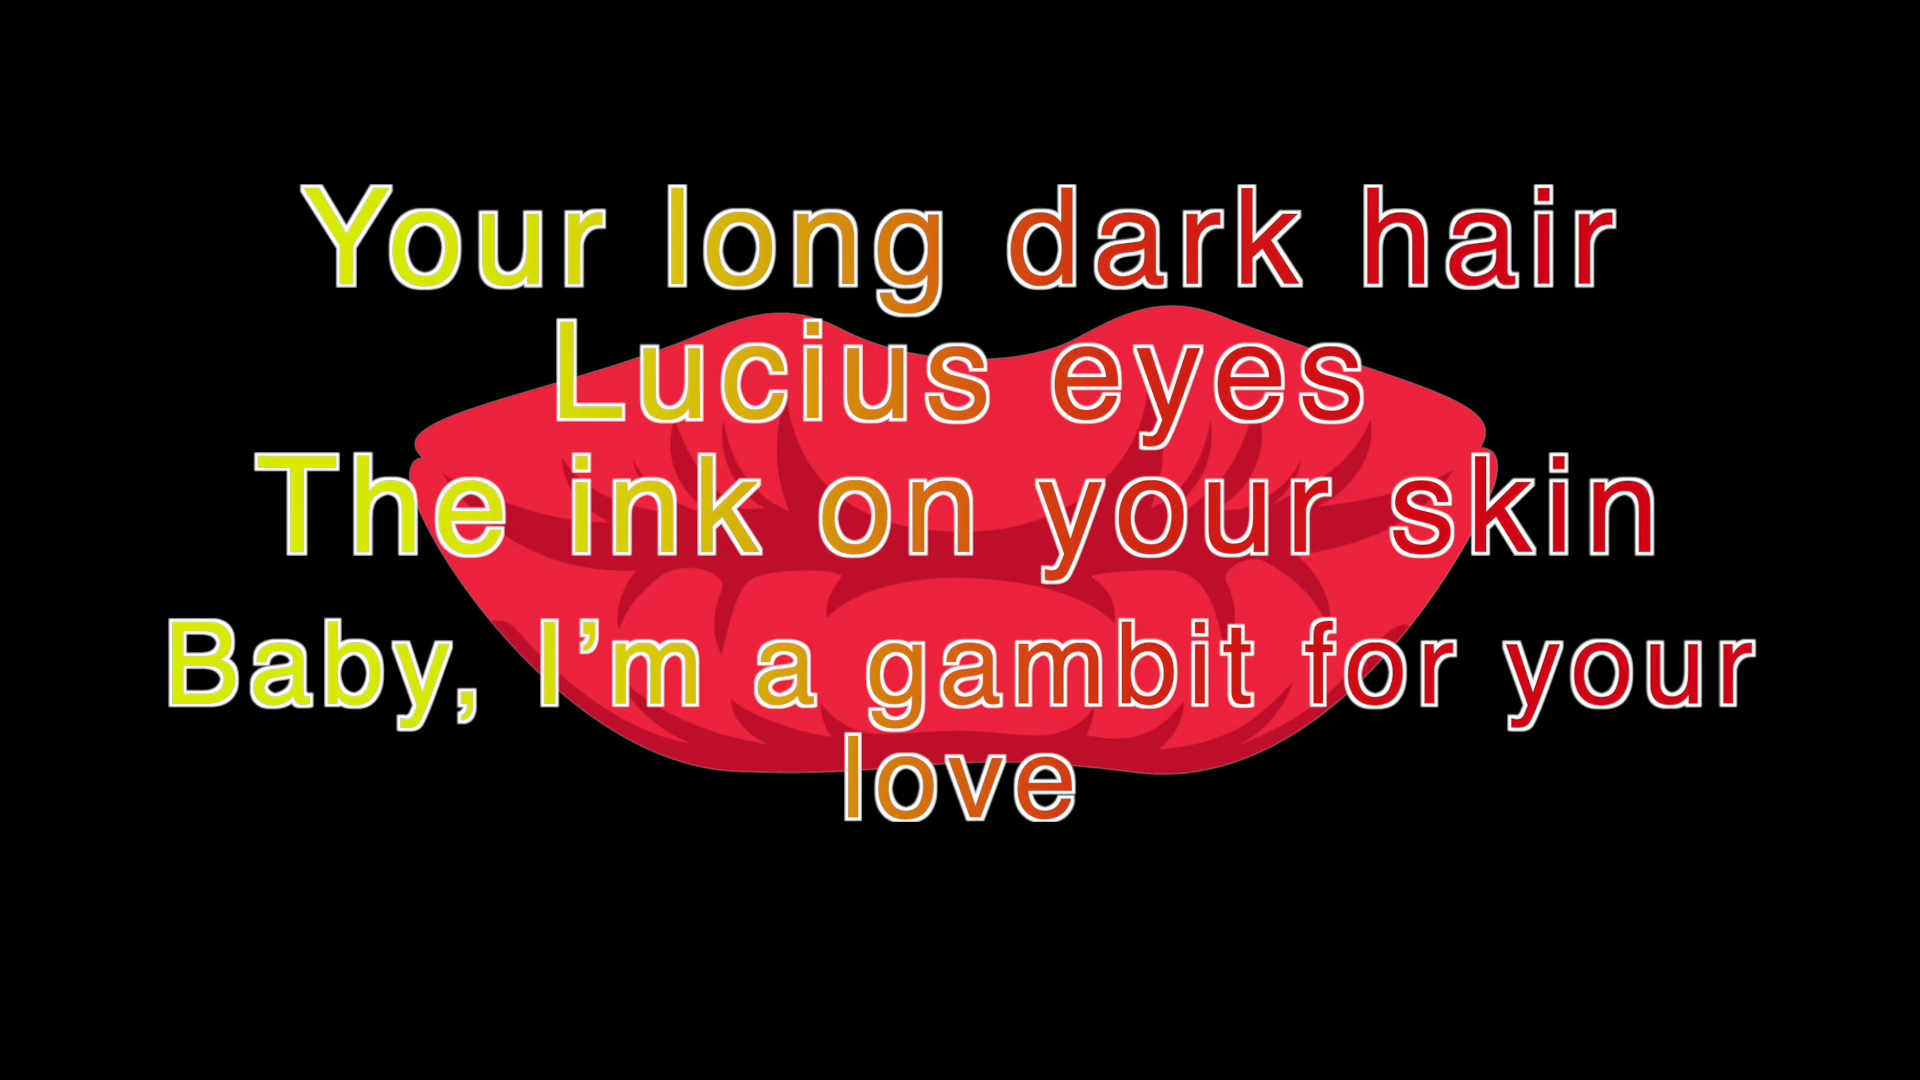 Your long dark hair
Lucius eyes
The ink on your skin
Baby, I’m a gambit for your
love